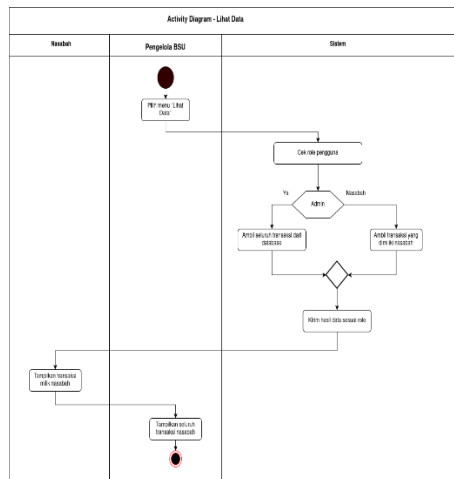 Activity Diagram - Lihat Data
Nasabah
Pengelola BSU
Sistem
Pilih menu 'Lihat
Data'
Cek role pengguna
Ya
Admin
Nasabah
Ambil seluruh transaksi dari
database
Ambil transaksi yang
dimiliki nasabah
Kirim hasil data sesuai role
Tampilkan transaksi
milik nasabah
Tampilkan seluruh
transaksi nasabah